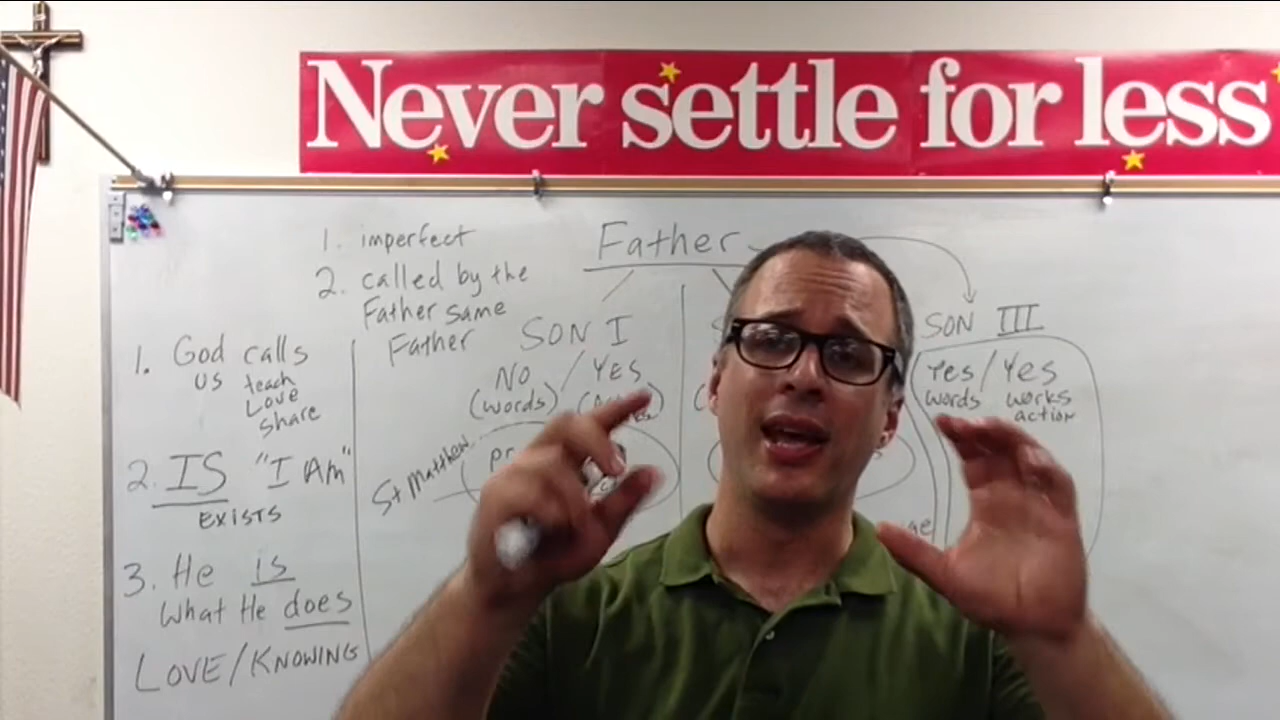 Never settle for less
1. imperfect
2. called by the
Father same
Father
Father
1. God calls
us teach
Love
share
2. IS "I AM"
EXISTS
3. He is
What He does
LOVE/KNOWING
SON I
NO / YES
(words)
St Matthew
SON III
Yes / Yes
words works
action